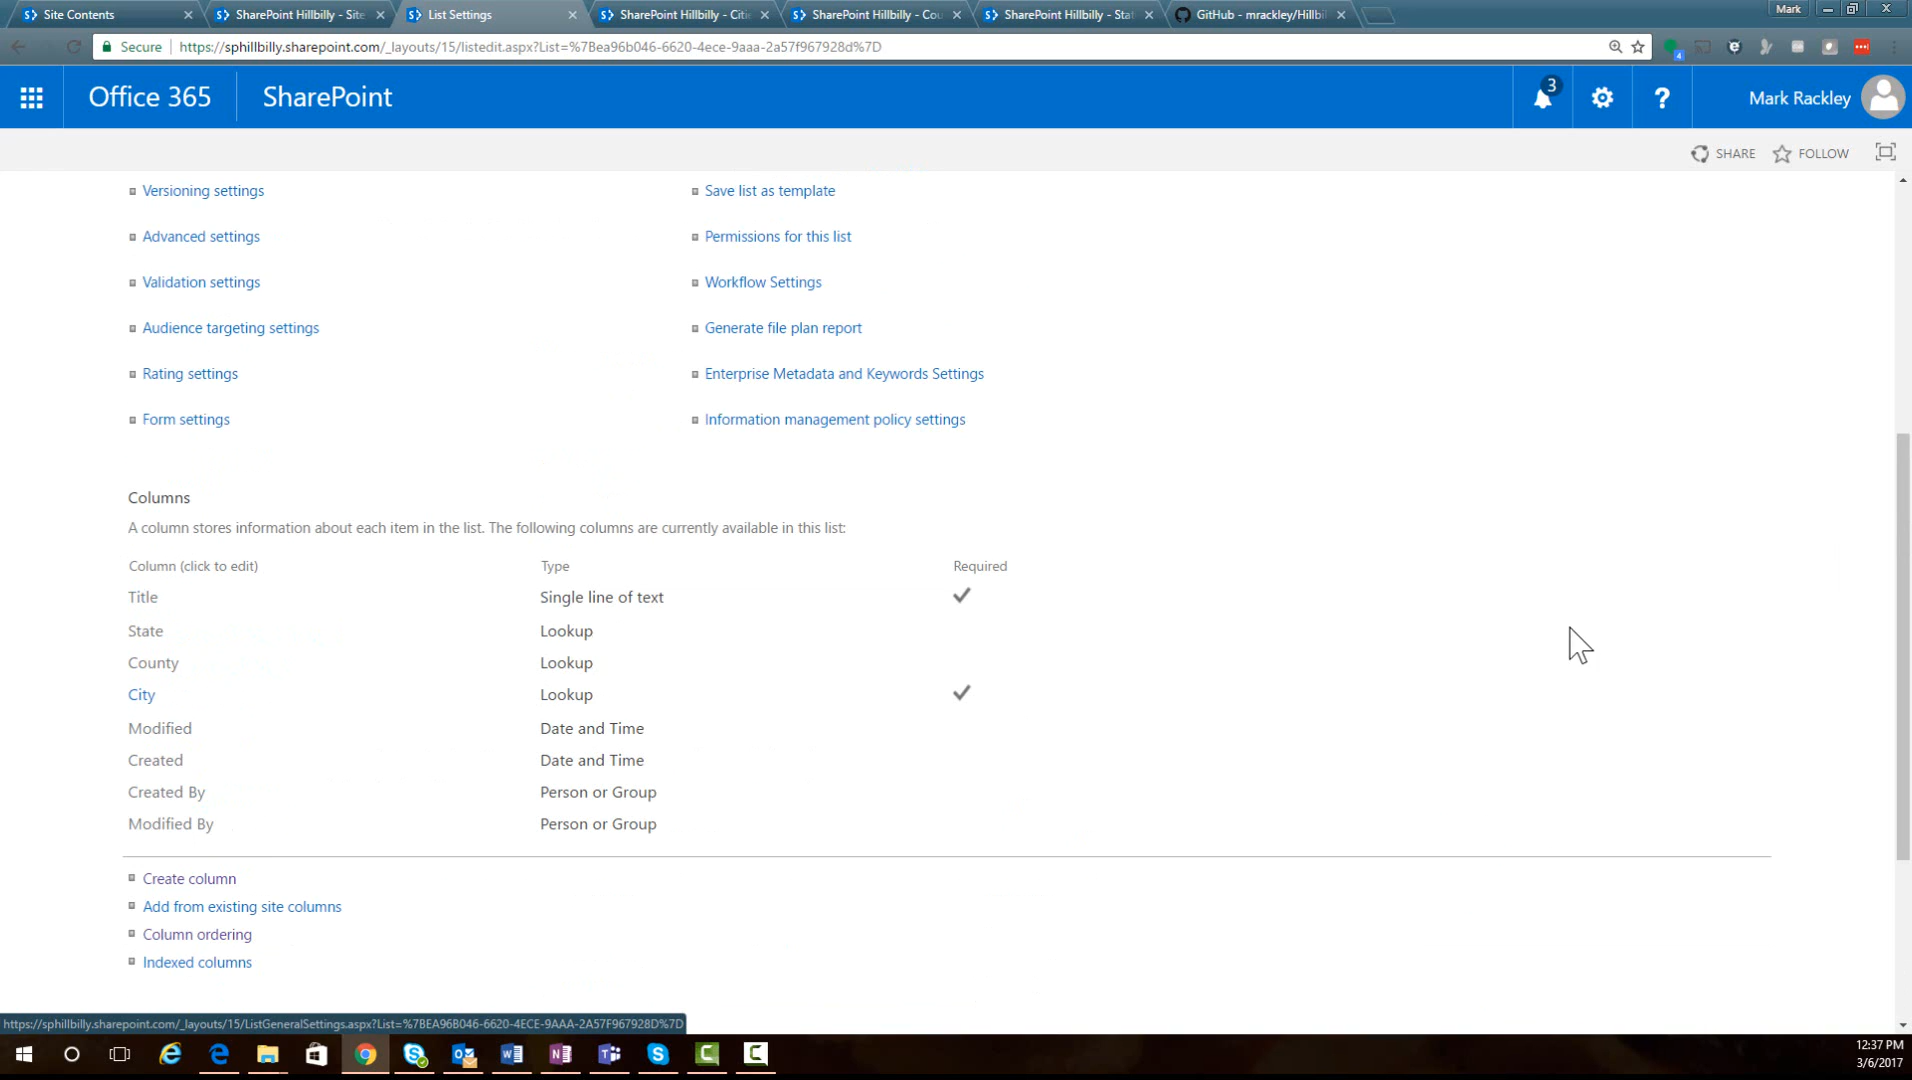 Site Contents
SharePoint Hillbilly - Site
List Settings
SharePoint Hillbilly - Citi
SharePoint Hillbilly - Cou
SharePoint Hillbilly - Stat
GitHub - mrackley/Hillbi
Mark
Secure
https://sphillbilly.sharepoint.com/_layouts/15/listedit.aspx?List=%7Bea96b046-6620-4ece-9aaa-2a57f967928d%7D
4
Office 365
SharePoint
3
?
Mark Rackley
SHARE
FOLLOW
Versioning settings
Save list as template
Advanced settings
Permissions for this list
Validation settings
Workflow Settings
Audience targeting settings
Generate file plan report
Rating settings
Enterprise Metadata and Keywords Settings
Form settings
Information management policy settings
Columns
A column stores information about each item in the list. The following columns are currently available in this list:
Column (click to edit)
Type
Required
Title
Single line of text
State
Lookup
County
Lookup
City
Lookup
Modified
Date and Time
Created
Date and Time
Created By
Person or Group
Modified By
Person or Group
Create column
Add from existing site columns
Column ordering
Indexed columns
https://sphillbilly.sharepoint.com/_layouts/15/ListGeneralSettings.aspx?List=%7BEA96B046-6620-4ECE-9AAA-2A57F967928D%7D
12:37 PM
3/6/2017